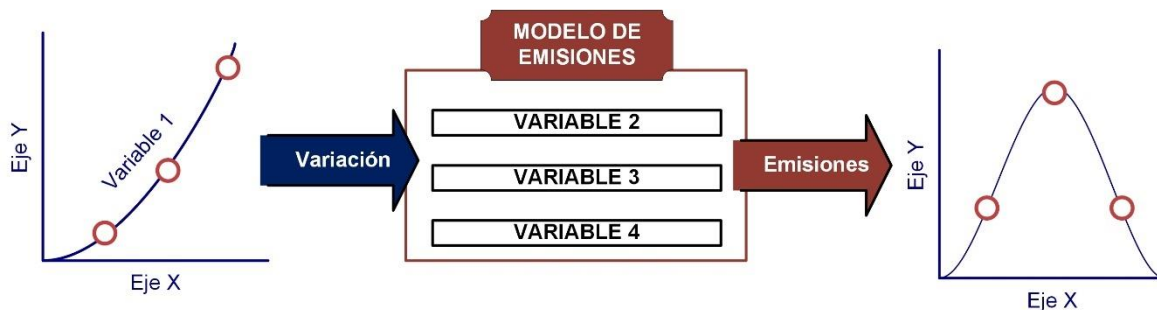 Eje Y
Variable 1
Eje X
Variación
MODELO DE
EMISIONES
VARIABLE 2
VARIABLE 3
VARIABLE 4
Emisiones
Eje Y
Eje X